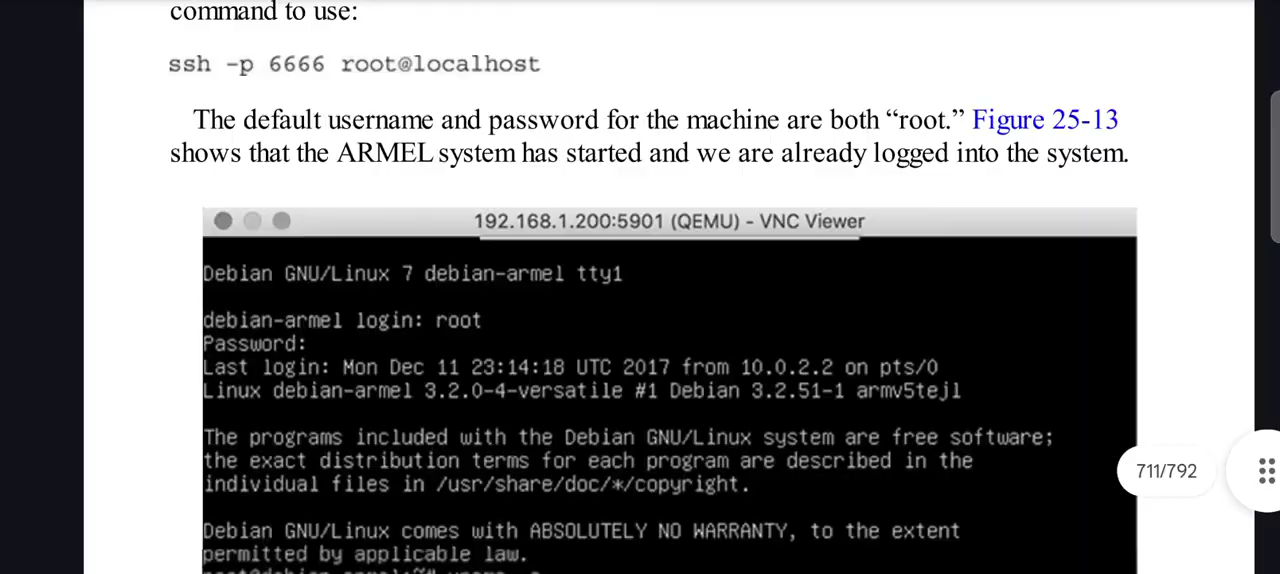 command to use:
ssh -p 6666 root@localhost
The default username and password for the machine are both “root.” Figure 25-13
shows that the ARMEL system has started and we are already logged into the system.
192.168.1.200:5901 (QEMU) - VNC Viewer
Debian GNU/Linux 7 debian-armel tty1
debian-armel login: root
Password:
Last login: Mon Dec 11 23:14:18 UTC 2017 from 10.0.2.2 on pts/0
Linux debian-armel 3.2.0-4-versatile #1 Debian 3.2.51-1 armv5tejl
The programs included with the Debian GNU/Linux system are free software;
the exact distribution terms for each program are described in the
individual files in /usr/share/doc/*/copyright.
711/792
Debian GNU/Linux comes with ABSOLUTELY NO WARRANTY, to the extent
permitted by applicable law.